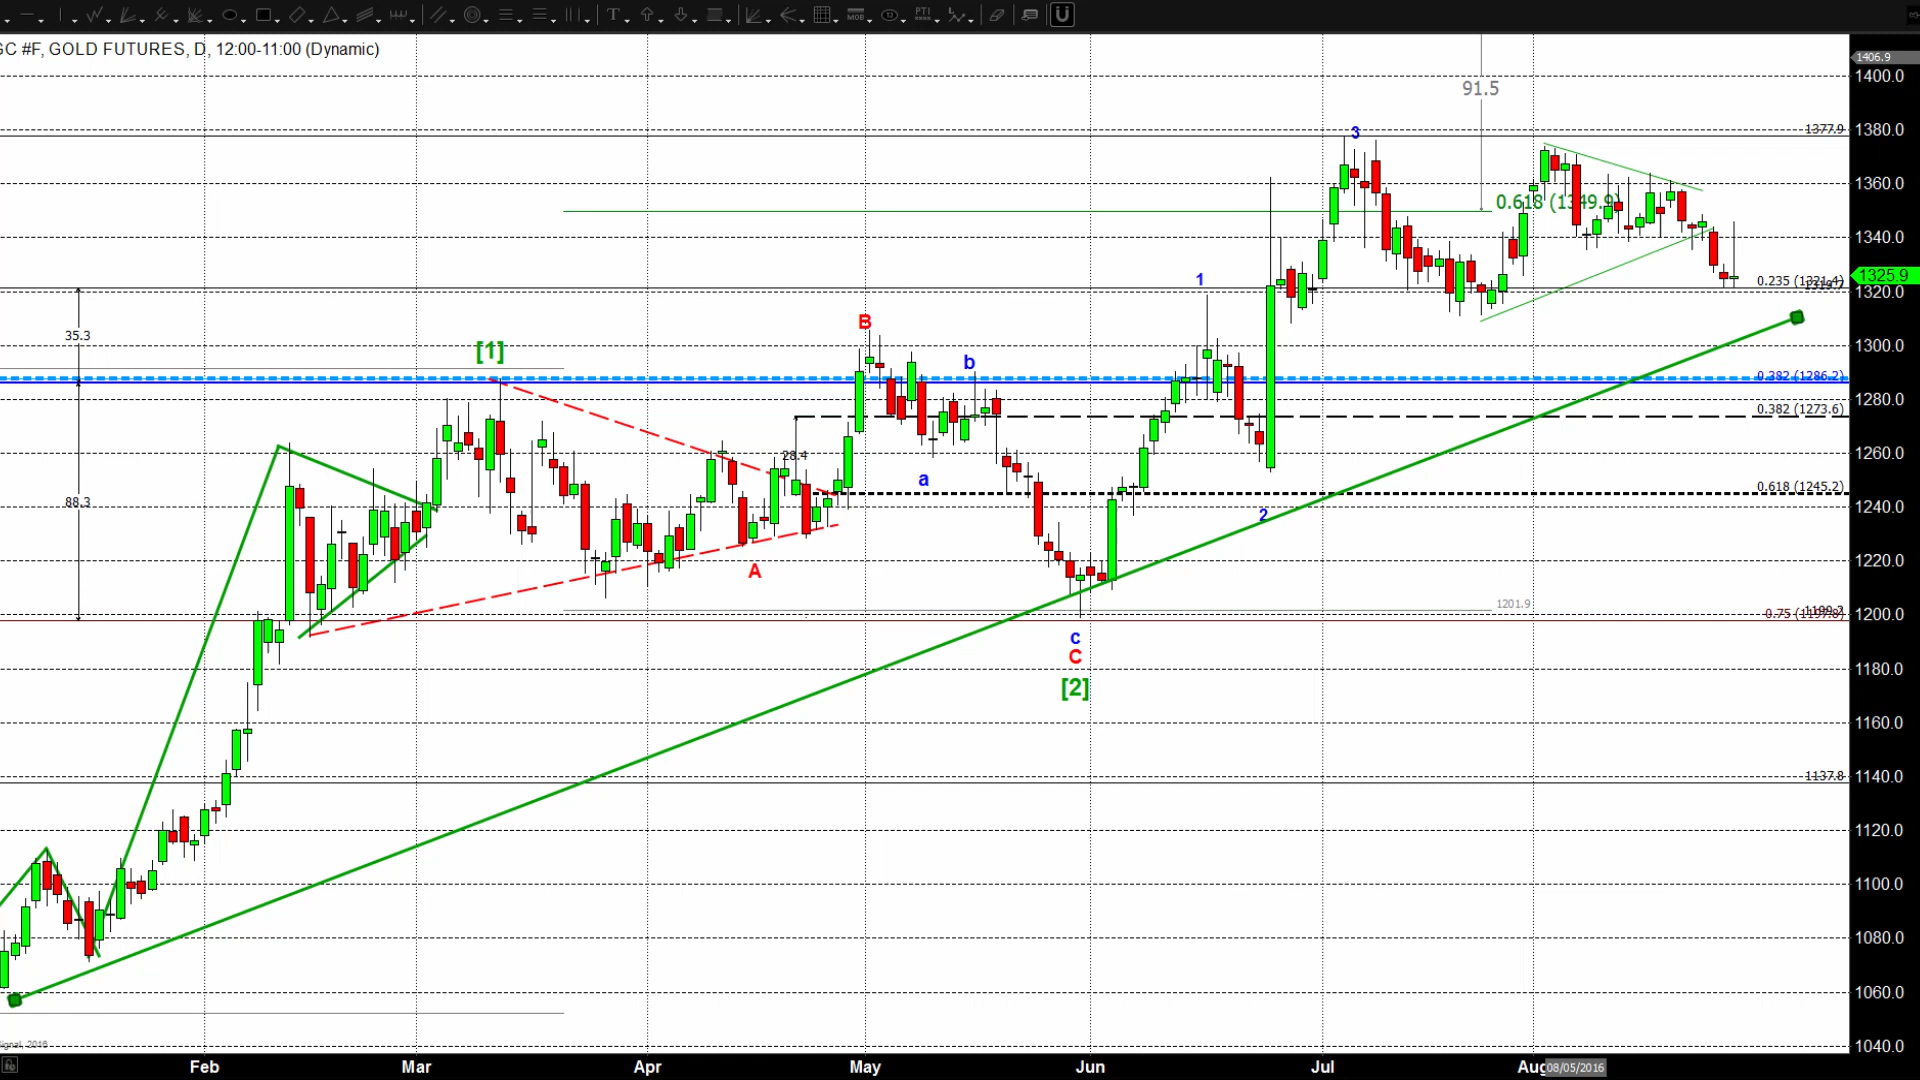 GC #F, GOLD FUTURES, D, 12:00-11:00 (Dynamic)
T
MOB
PTI
1406.9
91.5
1400.0
3
1377.9
1380.0
1360.0
0.618 (1349.9)
1340.0
1
0.235 (1321.4)
1325.9
1320.0
35.3
B
[1]
b
1300.0
0.382 (1286.2)
1280.0
0.382 (1273.6)
28.4
1260.0
a
88.3
0.618 (1245.2)
1240.0
2
1220.0
A
1201.9
1200.0
0.75 (1197.8)
c
C
[2]
1180.0
1160.0
1137.8
1140.0
1120.0
1100.0
1080.0
1060.0
1040.0
Feb
Mar
Apr
May
Jun
Jul
Aug
08/05/2016